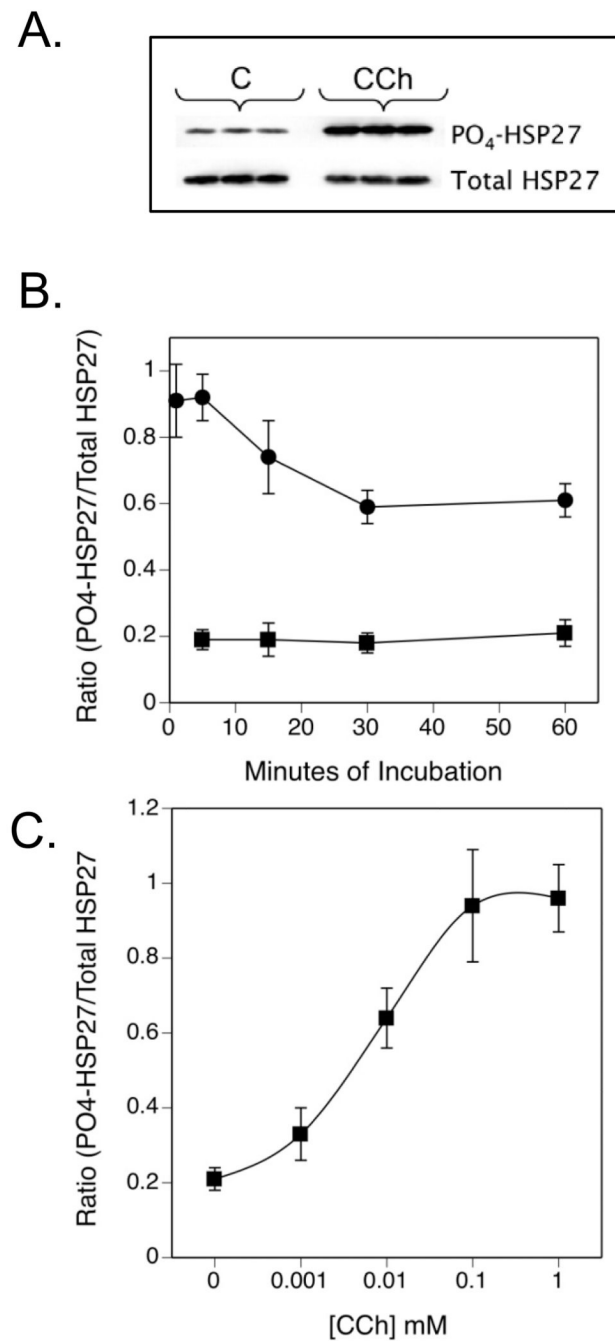 A.
C CCh
PO4-HSP27
Total HSP27
B.
Ratio (PO4-HSP27/Total HSP27)
1
0.8
0.6
0.4
0.2
0
0 10 20 30 40 50 60
Minutes of Incubation
C.
Ratio (PO4-HSP27/Total HSP27
1.2
1
0.8
0.6
0.4
0.2
0
0 0.001 0.01 0.1 1
[CCh] mM